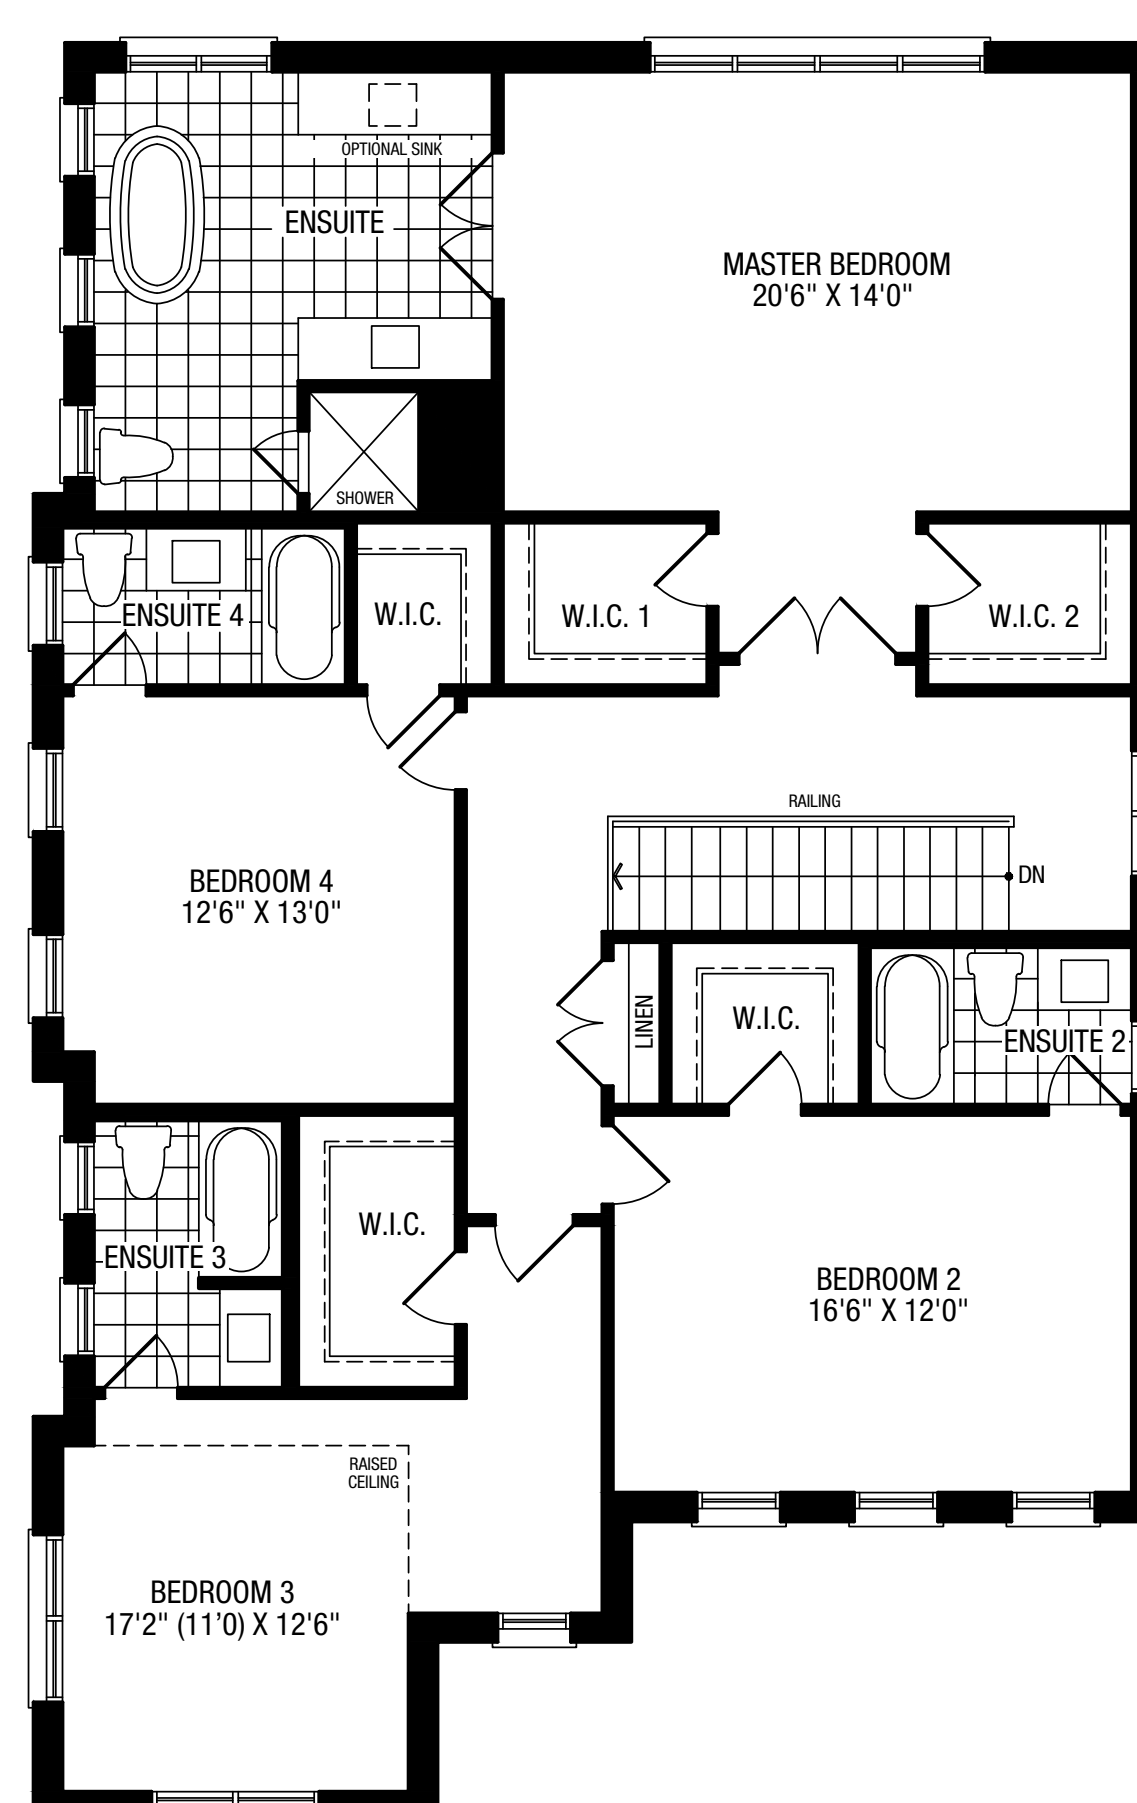 OPTIONAL SINK
ENSUITE
MASTER BEDROOM
20'6" X 14'0"
SHOWER
ENSUITE 4
W.I.C.
W.I.C. 1
W.I.C. 2
RAILING
DN
BEDROOM 4
12'6" X 13'0"
LINEN
W.I.C.
ENSUITE 2
W.I.C.
ENSUITE 3
BEDROOM 2
16'6" X 12'0"
RAISED
CEILING
BEDROOM 3
17'2" (11’0) X 12'6"